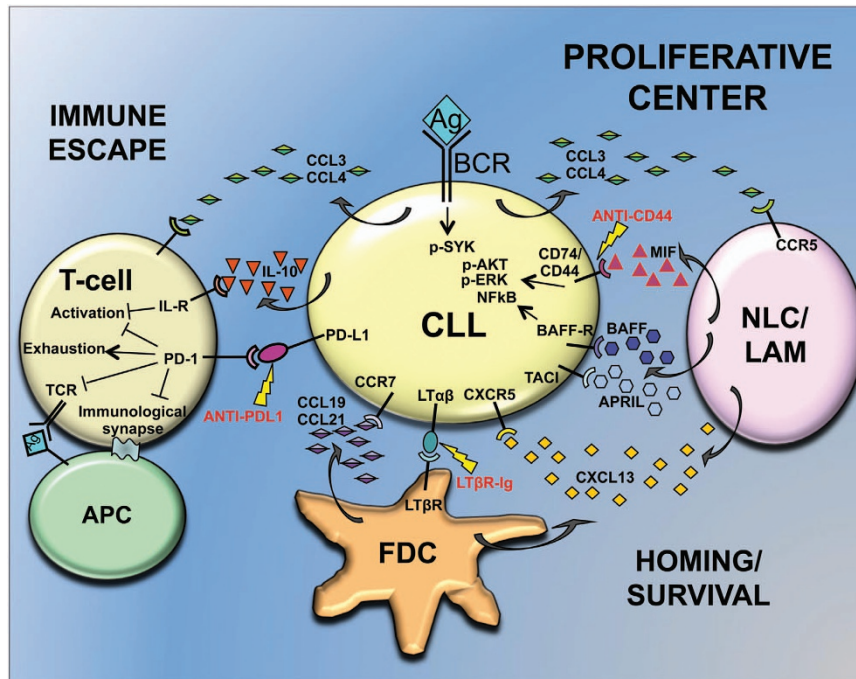 PROLIFERATIVE
CENTER
IMMUNE
ESCAPE
Ag
BCR
CCL3
CCL4
CCL3
CCL4
ANTI-CD44
CCR5
T-cell
Activation
IL-R
IL-10
Exhaustion
PD-1
PD-L1
TCR
Immunological
synapse
Ag
APC
ANTI-PDL1
p-SYK
p-AKT
p-ERK
NFkB
CD74/
CD44
MIF
CLL
BAFF-R
BAFF
TACI
APRIL
NLC/
LAM
CCR7
CCL19
CCL21
LTαβ
CXCR5
LTβR-Ig
LTβR
CXCL13
FDC
HOMING/
SURVIVAL